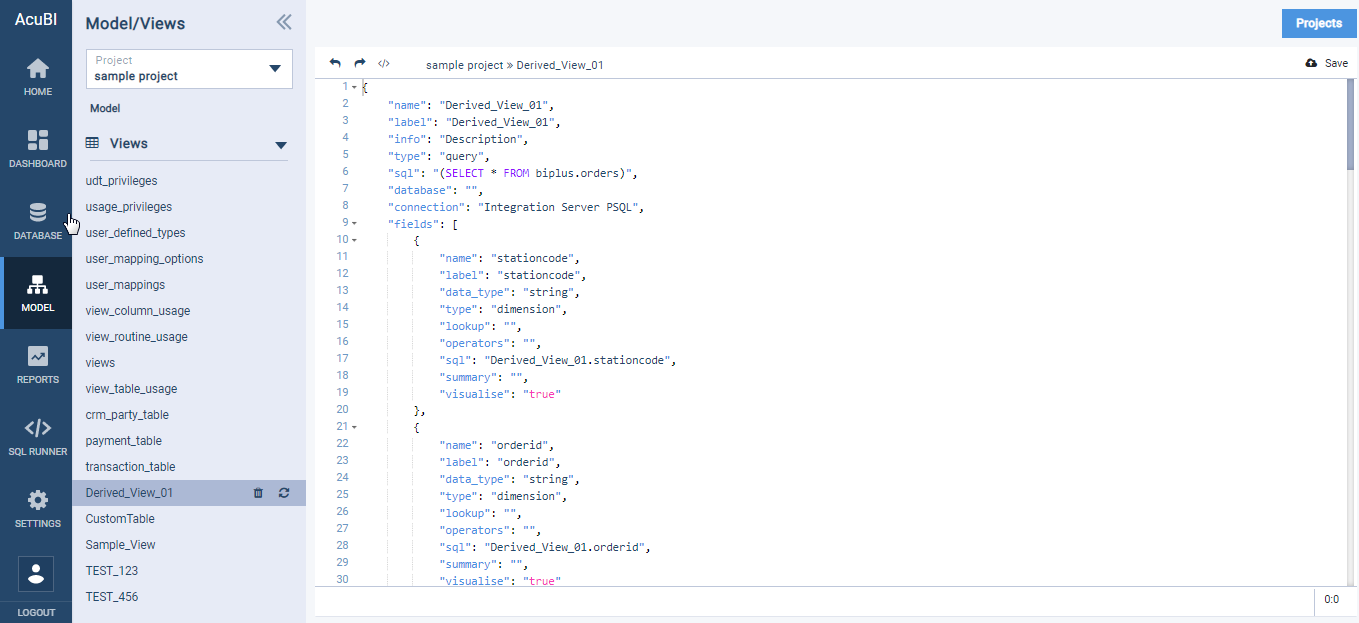 AcuBI
HOME
DASHBOARD
DATABASE
MODEL
REPORTS
SQL RUNNER
SETTINGS
LOGOUT
Model/Views
Project
sample project
Model
Views
udt_privileges
usage_privileges
user_defined_types
user_mapping_options
user_mappings
view_column_usage
view_routine_usage
views
view_table_usage
crm_party_table
payment_table
transaction_table
Derived_View_01
CustomTable
Sample_View
TEST_123
TEST_456
Projects
sample project » Derived_View_01
Save
1 {
2 "name": "Derived_View_01",
3 "label": "Derived_View_01",
4 "info": "Description",
5 "type": "query",
6 "sql": "(SELECT * FROM biplus.orders)",
7 "database": "",
8 "connection": "Integration Server PSQL",
9 "fields": [
10 {
11 "name": "stationcode",
12 "label": "stationcode",
13 "data_type": "string",
14 "type": "dimension",
15 "lookup": "",
16 "operators": "",
17 "sql": "Derived_View_01.stationcode",
18 "summary": "",
19 "visualise": "true"
20 },
21 {
22 "name": "orderid",
23 "label": "orderid",
24 "data_type": "string",
25 "type": "dimension",
26 "lookup": "",
27 "operators": "",
28 "sql": "Derived_View_01.orderid",
29 "summary": "",
30 "visualise": "true"
0:0